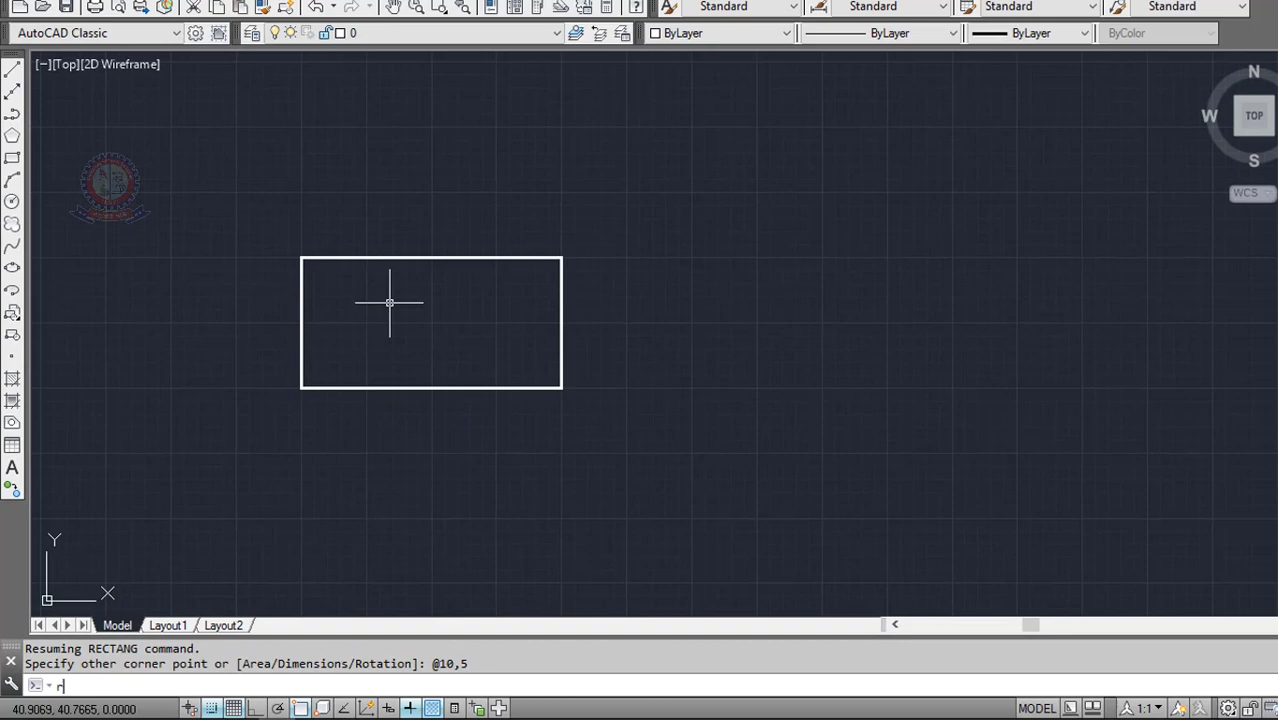 Standard Standard Standard Standard
AutoCAD Classic 0 ByLayer ByLayer ByLayer ByColor
[−][Top][2D Wireframe]
N
W TOP
S
WCS
Y
X
Model Layout1 Layout2
Resuming RECTANG command.
Specify other corner point or [Area/Dimensions/Rotation]: @10,5
r
40.9069, 40.7665, 0.0000 MODEL 1:1